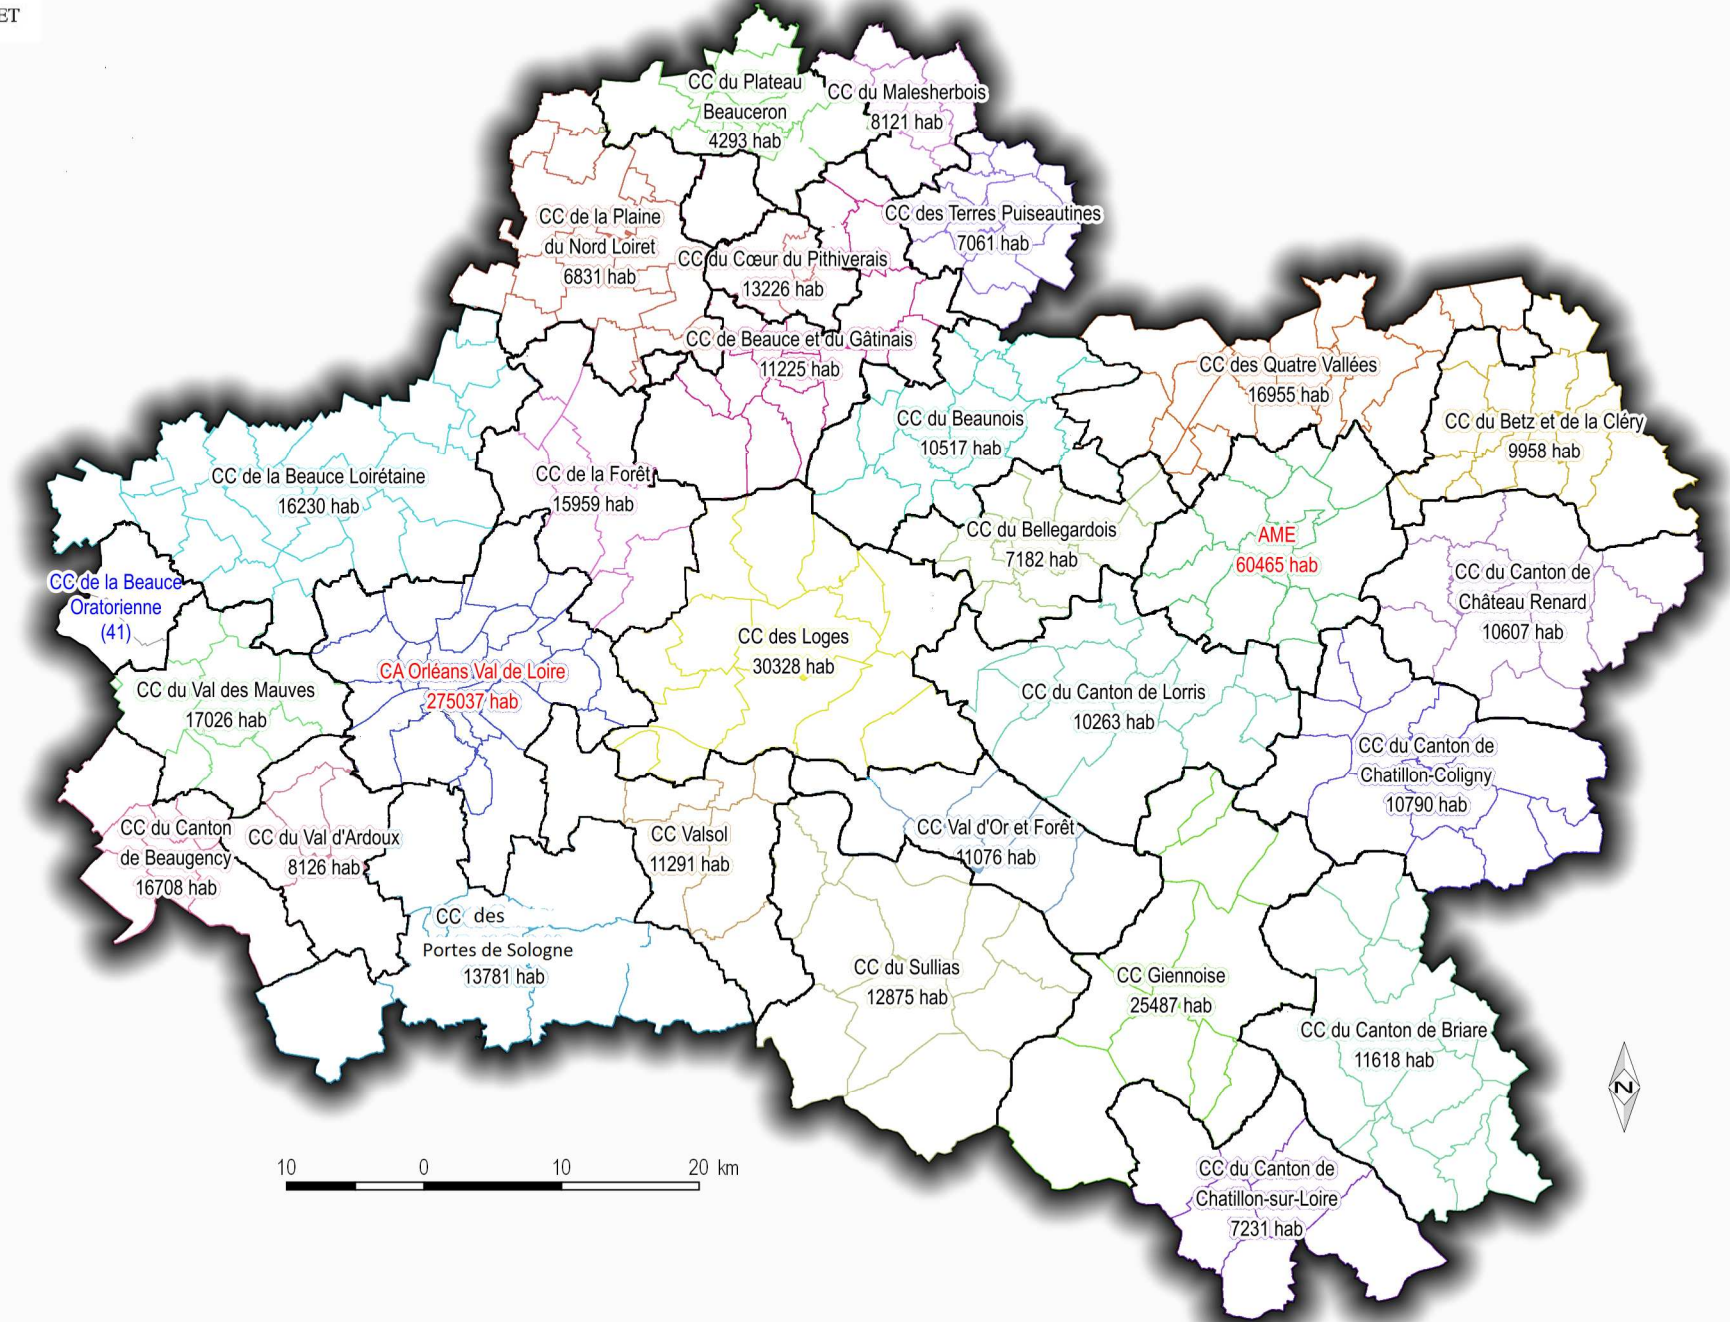 ET
CC du Plateau
Beauceron
4293 hab
CC du Malesherbois
8121 hab
CC de la Plaine
du Nord Loiret
6831 hab
CC des Terres Puiseautines
7061 hab
CC du Cœur du Pithiverais
13226 hab
CC de Beauce et du Gâtinais
11225 hab
CC des Quatre Vallées
16955 hab
CC du Beaunois
10517 hab
CC du Betz et de la Cléry
9958 hab
CC de la Beauce Loirétaine
16230 hab
CC de la Forêt
15959 hab
CC du Bellegardois
7182 hab
AME
60465 hab
CC de la Beauce
Oratorienne
(41)
CC du Canton de
Château Renard
10607 hab
CC des Loges
30328 hab
CA Orléans Val de Loire
275037 hab
CC du Val des Mauves
17026 hab
CC du Canton de Lorris
10263 hab
CC du Canton de
Chatillon-Coligny
10790 hab
CC du Canton
de Beaugency
16708 hab
CC du Val d'Ardoux
8126 hab
CC Valsol
11291 hab
CC Val d'Or et Forêt
11076 hab
CC des
Portes de Sologne
13781 hab
CC du Sullias
12875 hab
CC Giennoise
25487 hab
CC du Canton de Briare
11618 hab
CC du Canton de
Chatillon-sur-Loire
7231 hab
10 0 10 20 km
N